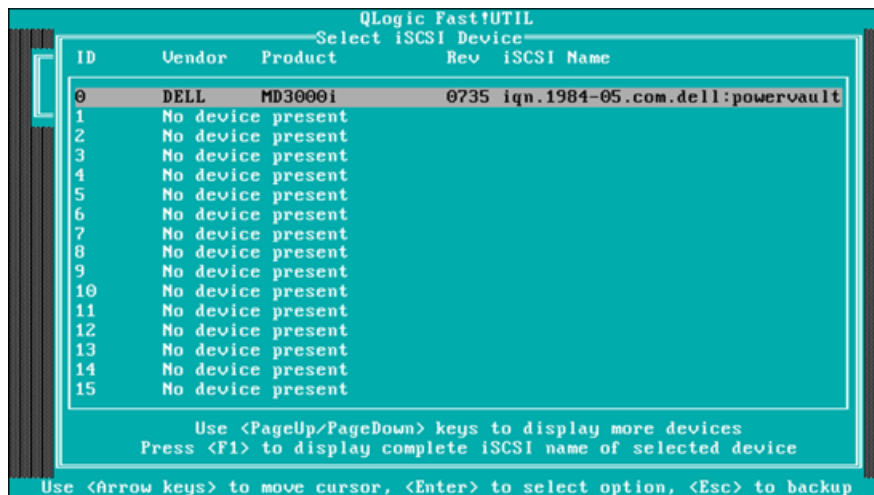 QLogic Fast!UTIL
Select iSCSI Device
ID Vendor Product Rev iSCSI Name
0 DELL MD3000i 0735 iqn.1984-05.com.dell:powervault
1 No device present
2 No device present
3 No device present
4 No device present
5 No device present
6 No device present
7 No device present
8 No device present
9 No device present
10 No device present
11 No device present
12 No device present
13 No device present
14 No device present
15 No device present
Use <PageUp/PageDown> keys to display more devices
Press <F1> to display complete iSCSI name of selected device
Use <Arrow keys> to move cursor, <Enter> to select option, <Esc> to backup